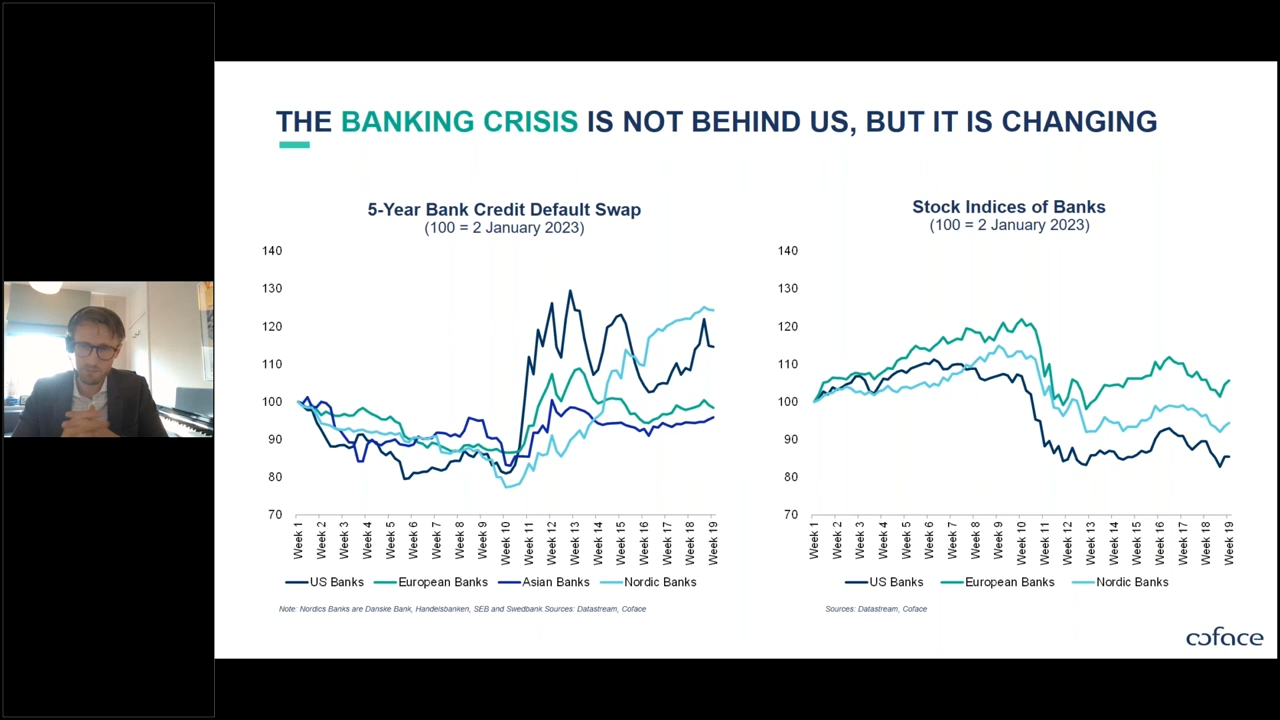 THE BANKING CRISIS IS NOT BEHIND US, BUT IT IS CHANGING
5-Year Bank Credit Default Swap
(100 = 2 January 2023)
140
130
120
110
100
90
80
70
Week 1
Week 2
Week 3
Week 4
Week 5
Week 6
Week 7
Week 8
Week 9
Week 10
Week 11
Week 12
Week 13
Week 14
Week 15
Week 16
Week 17
Week 18
Week 19
US Banks
European Banks
Asian Banks
Nordic Banks
Note: Nordics Banks are Danske Bank, Handelsbanken, SEB and Swedbank Sources: Datastream, Coface
Stock Indices of Banks
(100 = 2 January 2023)
140
130
120
110
100
90
80
70
Week 1
Week 2
Week 3
Week 4
Week 5
Week 6
Week 7
Week 8
Week 9
Week 10
Week 11
Week 12
Week 13
Week 14
Week 15
Week 16
Week 17
Week 18
Week 19
US Banks
European Banks
Nordic Banks
Sources: Datastream, Coface
coface